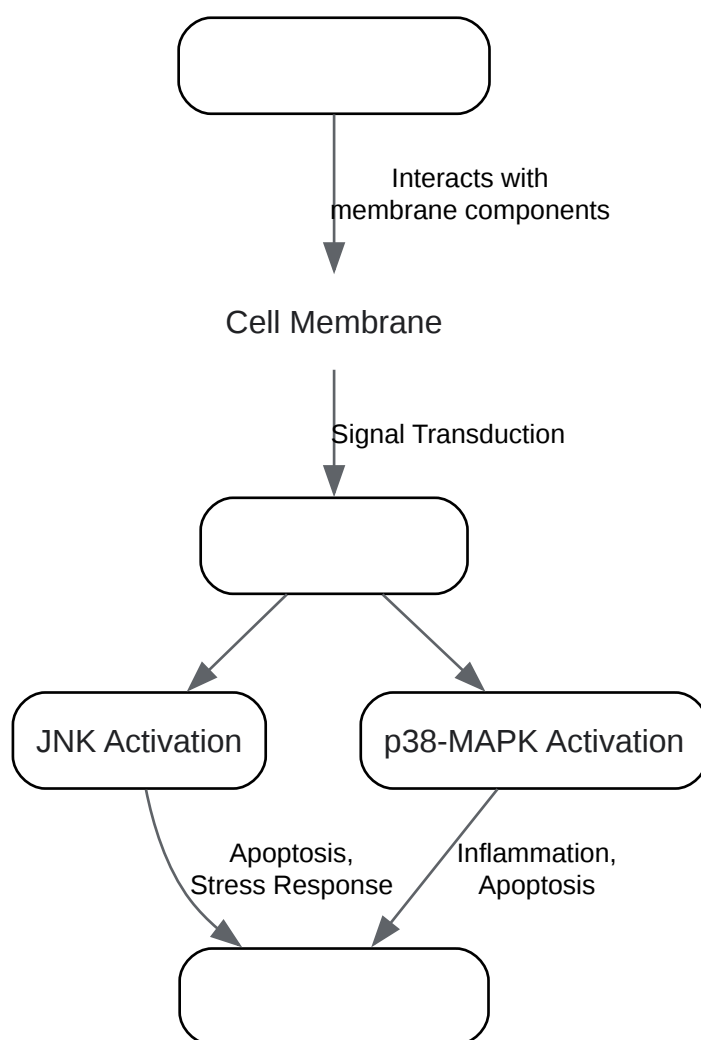 Interacts with
membrane components
Cell Membrane
Signal Transduction
JNK Activation
p38-MAPK Activation
Apoptosis,
Stress Response
Inflammation,
Apoptosis